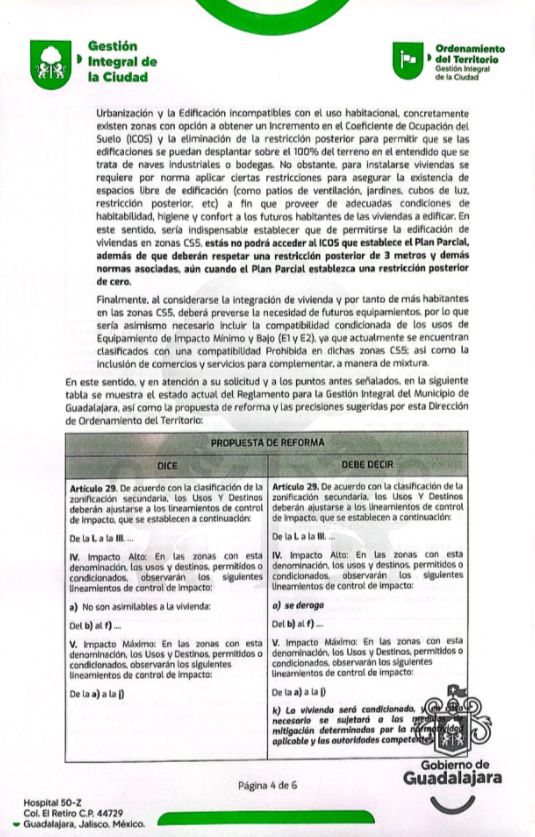 Gestión
Integral de
la Ciudad
Ordenamiento
del Territorio
Gestión Integral
de la Ciudad
Urbanización y la Edificación incompatibles con el uso habitacional, concretamente
existen zonas con opción a obtener un Incremento en el Coeficiente de Ocupación del
Suelo (ICOS) y la eliminación de la restricción posterior para permitir que se
edificaciones se puedan desplantar sobre el 100% del terreno en el entendido que se
trata de naves industriales o bodegas. No obstante, para instalarse viviendas se
requiere por norma aplicar ciertas restricciones para asegurar la existencia de
espacios libre de edificación (como patios de ventilación, jardines, cubos de luz,
restricción posterior, etc) a fin que proveer de adecuadas condiciones de
habitabilidad, higiene y confort a los futuros habitantes de las viviendas a edificar. En
este sentido, sería indispensable establecer que de permitirse la edificación de
viviendas en zonas CS5, estás no podrá acceder al ICOS que establece el Plan Parcial,
además de que deberán respetar una restricción posterior de 3 metros y demás
normas asociadas, aún cuando el Plan Parcial establezca una restricción posterior
de cero.
Finalmente, al considerarse la integración de vivienda y por tanto de más habitantes
en las zonas CS5, deberá preverse la necesidad de futuros equipamientos, por lo que
sería asimismo necesario incluir la compatibilidad condicionada de los usos de
Equipamiento de Impacto Mínimo y Bajo (E1 y E2), ya que actualmente se encuentran
clasificados con una compatibilidad Prohibida en dichas zonas CS5; así como la
inclusión de comercios y servicios para complementar, a manera de mixtura.
En este sentido, y en atención a su solicitud y a los puntos antes señalados, en la siguiente
tabla se muestra el estado actual del Reglamento para la Gestión Integral del Municipio de
Guadalajara, así como la propuesta de reforma y las precisiones sugeridas por esta Dirección
de Ordenamiento del Territorio:
PROPUESTA DE REFORMA
DICE
DEBE DECIR
Artículo 29. De acuerdo con la clasificación de la
zonificación secundaria, los Usos Y Destinos
deberán ajustarse a los lineamientos de control
de Impacto, que se establecen a continuación:
De la I. a la III. ...
IV. Impacto Alto: En las zonas con esta
denominación, los usos y destinos, permitidos o
condicionados, observarán los siguientes
lineamientos de control de impacto:
a) No son asimilables a la vivienda:
Del b) al f) ...
V. Impacto Máximo: En las zonas con esta
denominación, los Usos y Destinos, permitidos o
condicionados, observarán los siguientes
lineamientos de control de impacto:
De la a) a la j)
Artículo 29. De acuerdo con la clasificación de la
zonificación secundaria, los Usos Y Destinos
deberán ajustarse a los lineamientos de control
de Impacto, que se establecen a continuación:
De la I. a la III. ...
IV. Impacto Alto: En las zonas con esta
denominación, los usos y destinos, permitidos o
condicionados, observarán los siguientes
lineamientos de control de impacto:
a) se deroga
Del b) al f) ...
V. Impacto Máximo: En las zonas con esta
denominación, los Usos y Destinos, permitidos o
condicionados, observarán los siguientes
lineamientos de control de impacto:
De la a) a la j)
k) La vivienda será condicionada, y
necesario se sujetará a las medidas de
mitigación determinadas por la normatividad
aplicable y las autoridades competentes
Gobierno de
Guadalajara
Página 4 de 6
Hospital 50-Z
Col. El Retiro C.P. 44729
Guadalajara, Jalisco. México.